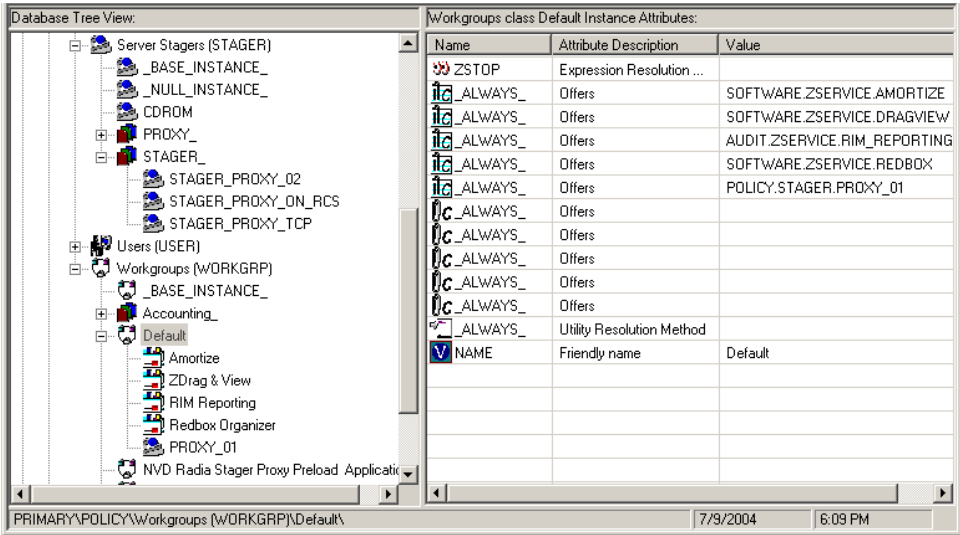 Database Tree View:
Server Stagers (STAGER)
_BASE_INSTANCE_
_NULL_INSTANCE_
CDROM
PROXY_
STAGER_
STAGER_PROXY_02
STAGER_PROXY_ON_RCS
STAGER_PROXY_TCP
Users (USER)
Workgroups (WORKGRP)
_BASE_INSTANCE_
Accounting_
Default
Amortize
ZDrag & View
RIM Reporting
Redbox Organizer
PROXY_01
NVD Radia Stager Proxy Preload Applicatio
Workgroups class Default Instance Attributes:
Name Attribute Description Value
ZSTOP Expression Resolution ...
_ALWAYS_ Offers SOFTWARE.ZSERVICE.AMORTIZE
_ALWAYS_ Offers SOFTWARE.ZSERVICE.DRAGVIEW
_ALWAYS_ Offers AUDIT.ZSERVICE.RIM_REPORTING
_ALWAYS_ Offers SOFTWARE.ZSERVICE.REDBOX
_ALWAYS_ Offers POLICY.STAGER.PROXY_01
_ALWAYS_ Offers
_ALWAYS_ Offers
_ALWAYS_ Offers
_ALWAYS_ Offers
_ALWAYS_ Offers
_ALWAYS_ Utility Resolution Method
V NAME Friendly name Default
PRIMARY\POLICY\Workgroups (WORKGRP)\Default\ 7/9/2004 6:09 PM